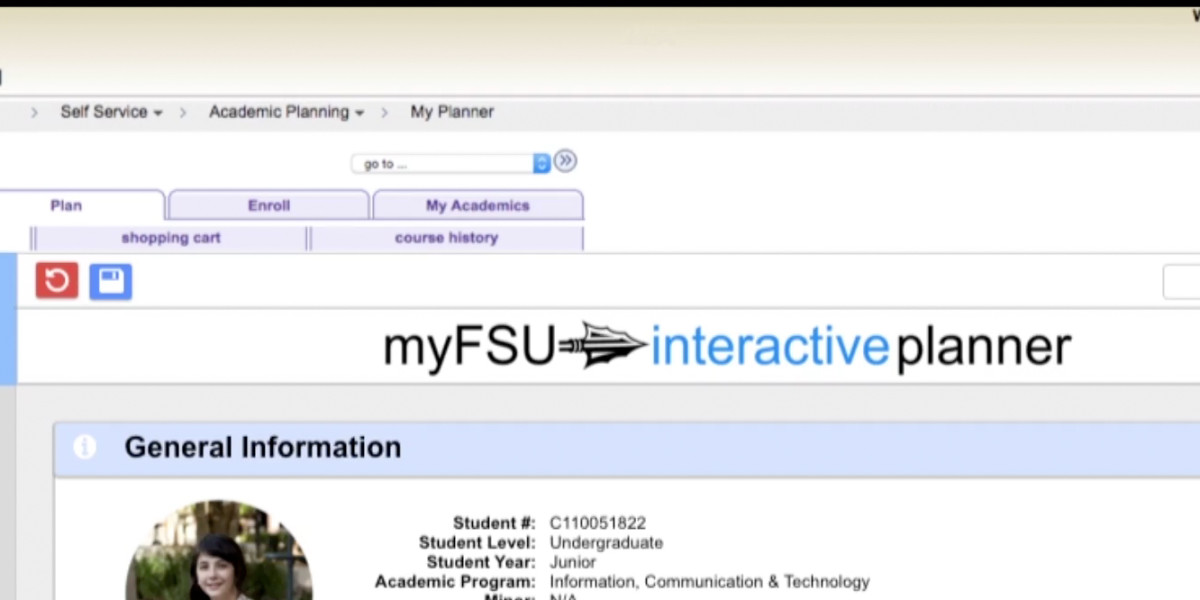 Self Service Academic Planning My Planner
go to ...
Plan Enroll My Academics
shopping cart course history
myFSU interactive planner
General Information
Student #: C110051822
Student Level: Undergraduate
Student Year: Junior
Academic Program: Information, Communication & Technology
Minor: N/A